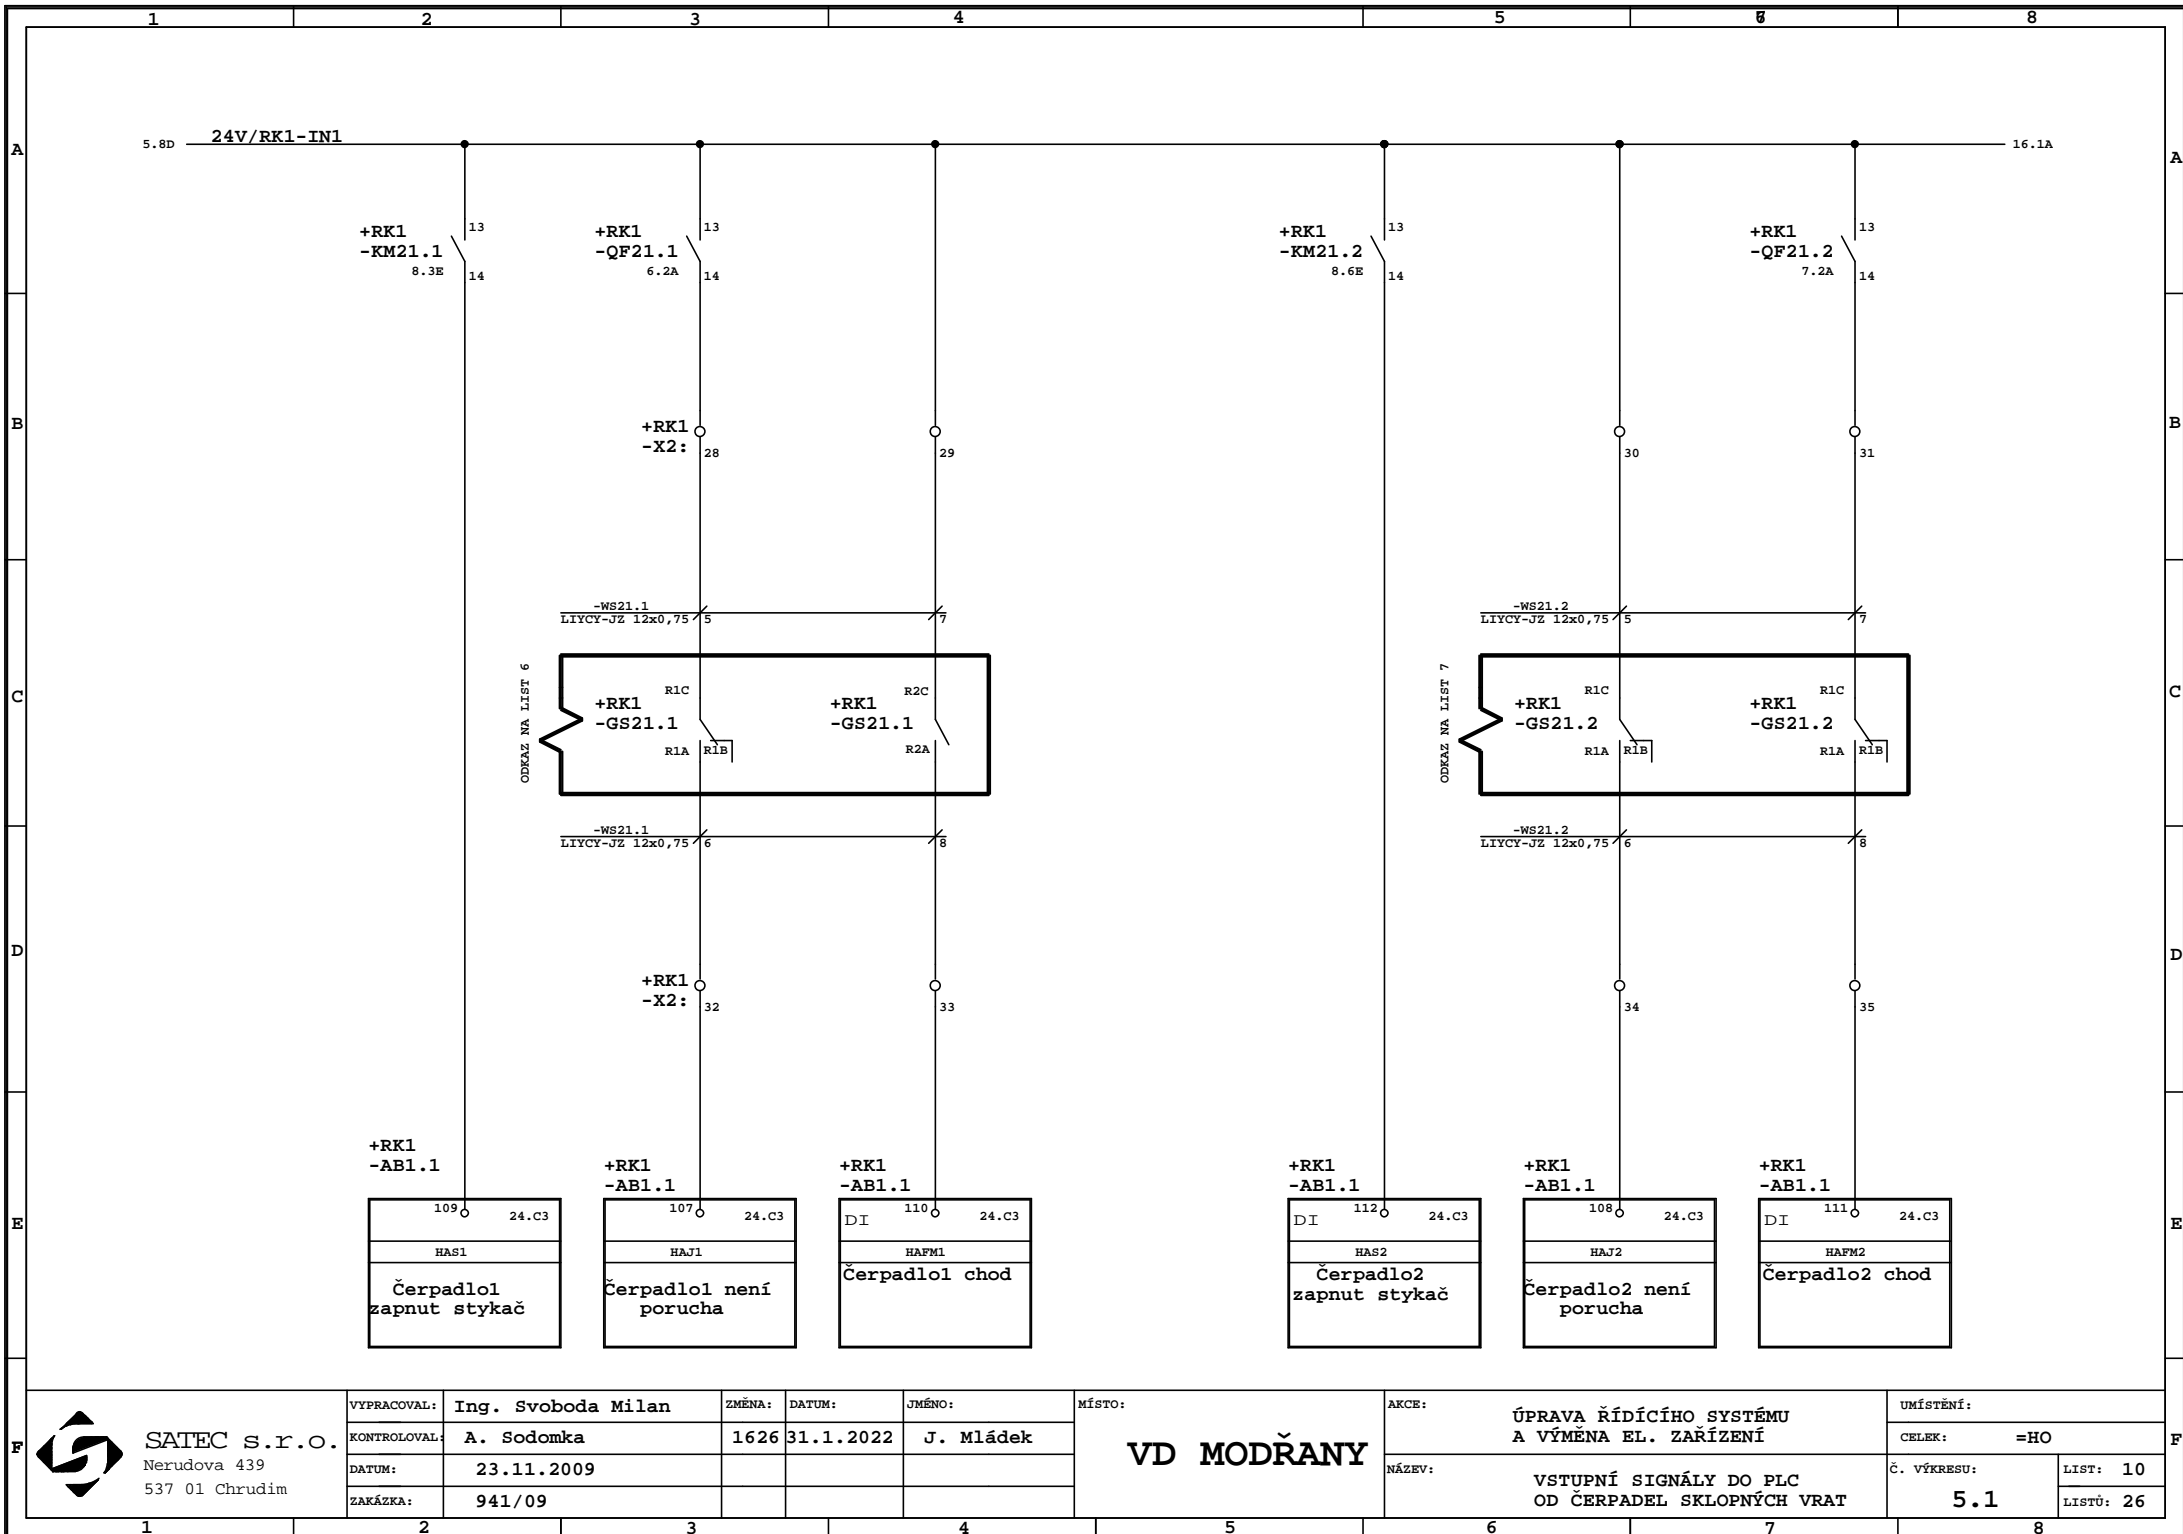 1 2 3 4 5 7 8
A A
5.8D 24V/RK1-IN1 16.1A
+RK1 13 +RK1 13 +RK1 13 +RK1 13
-KM21.1 -QF21.1 -KM21.2 -QF21.2
8.3E 14 6.2A 14 8.6E 14 7.2A 14
B B
+RK1
-X2: 28 29 30 31
-WS21.1 -WS21.2
LIYCY-JZ 12x0,75 5 7 LIYCY-JZ 12x0,75 5 7
C C
ODKAZ NA LIST 6
+RK1 R1C +RK1 R2C
-GS21.1 -GS21.1
R1A R1B R2A
ODKAZ NA LIST 7
+RK1 R1C +RK1 R1C
-GS21.2 -GS21.2
R1A R1B R1A R1B
-WS21.1 -WS21.2
LIYCY-JZ 12x0,75 6 8 LIYCY-JZ 12x0,75 6 8
D D
+RK1
-X2: 32 33 34 35
E E
+RK1
-AB1.1
109 24.C3
HAS1
Čerpadlo1
zapnut stykač
+RK1
-AB1.1
107 24.C3
HAJ1
Čerpadlo1 není
porucha
+RK1
-AB1.1
DI 110 24.C3
HAFM1
Čerpadlo1 chod
+RK1
-AB1.1
DI 112 24.C3
HAS2
Čerpadlo2
zapnut stykač
+RK1
-AB1.1
108 24.C3
HAJ2
Čerpadlo2 není
porucha
+RK1
-AB1.1
DI 111 24.C3
HAFM2
Čerpadlo2 chod
F F
SATEC s.r.o.
Nerudova 439
537 01 Chrudim
VYPRACOVAL: Ing. Svoboda Milan
KONTROLOVAL: A. Sodomka
DATUM: 23.11.2009
ZAKÁZKA: 941/09
ZMĚNA: DATUM: JMÉNO:
1626 31.1.2022 J. Mládek
MÍSTO:
VD MODŘANY
AKCE:
ÚPRAVA ŘÍDÍCÍHO SYSTÉMU
A VÝMĚNA EL. ZAŘÍZENÍ
NÁZEV:
VSTUPNÍ SIGNÁLY DO PLC
OD ČERPADEL SKLOPNÝCH VRAT
UMÍSTĚNÍ:
CELEK: =HO
Č. VÝKRESU: 5.1
LIST: 10
LISTŮ: 26
1 2 3 4 5 6 7 8